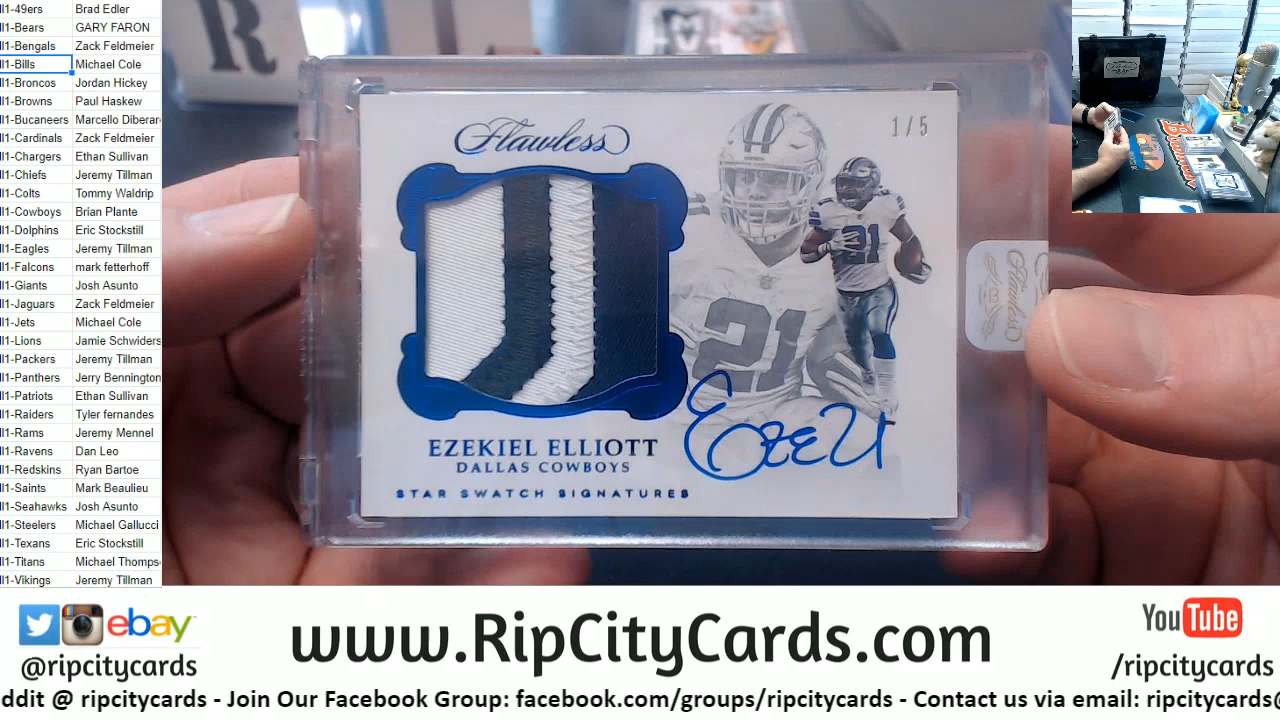 ll1-49ers Brad Edler
ll1-Bears GARY FARON
ll1-Bengals Zack Feldmeier
ll1-Bills Michael Cole
ll1-Broncos Jordan Hickey
ll1-Browns Paul Haskew
ll1-Bucaneers Marcello Diberar
ll1-Cardinals Zack Feldmeier
ll1-Chargers Ethan Sullivan
ll1-Chiefs Jeremy Tillman
ll1-Colts Tommy Waldrip
ll1-Cowboys Brian Plante
ll1-Dolphins Eric Stockstill
ll1-Eagles Jeremy Tillman
ll1-Falcons mark fetterhoff
ll1-Giants Josh Asunto
ll1-Jaguars Zack Feldmeier
ll1-Jets Michael Cole
ll1-Lions Jamie Schwiders
ll1-Packers Jeremy Tillman
ll1-Panthers Jerry Bennington
ll1-Patriots Ethan Sullivan
ll1-Raiders Tyler fernandes
ll1-Rams Jeremy Mennel
ll1-Ravens Dan Leo
ll1-Redskins Ryan Bartoe
ll1-Saints Mark Beaulieu
ll1-Seahawks Josh Asunto
ll1-Steelers Michael Gallucci
ll1-Texans Eric Stockstill
ll1-Titans Michael Thomps
ll1-Vikings Jeremy Tillman
R
Flawless
1/5
21
21
EZEKIEL ELLIOTT
DALLAS COWBOYS
STAR SWATCH SIGNATURES
Flawless
BOWMAN
ebay
@ripcitycards
www.RipCityCards.com
YouTube
/ripcitycards
eddit @ ripcitycards - Join Our Facebook Group: facebook.com/groups/ripcitycards - Contact us via email: ripcitycards@